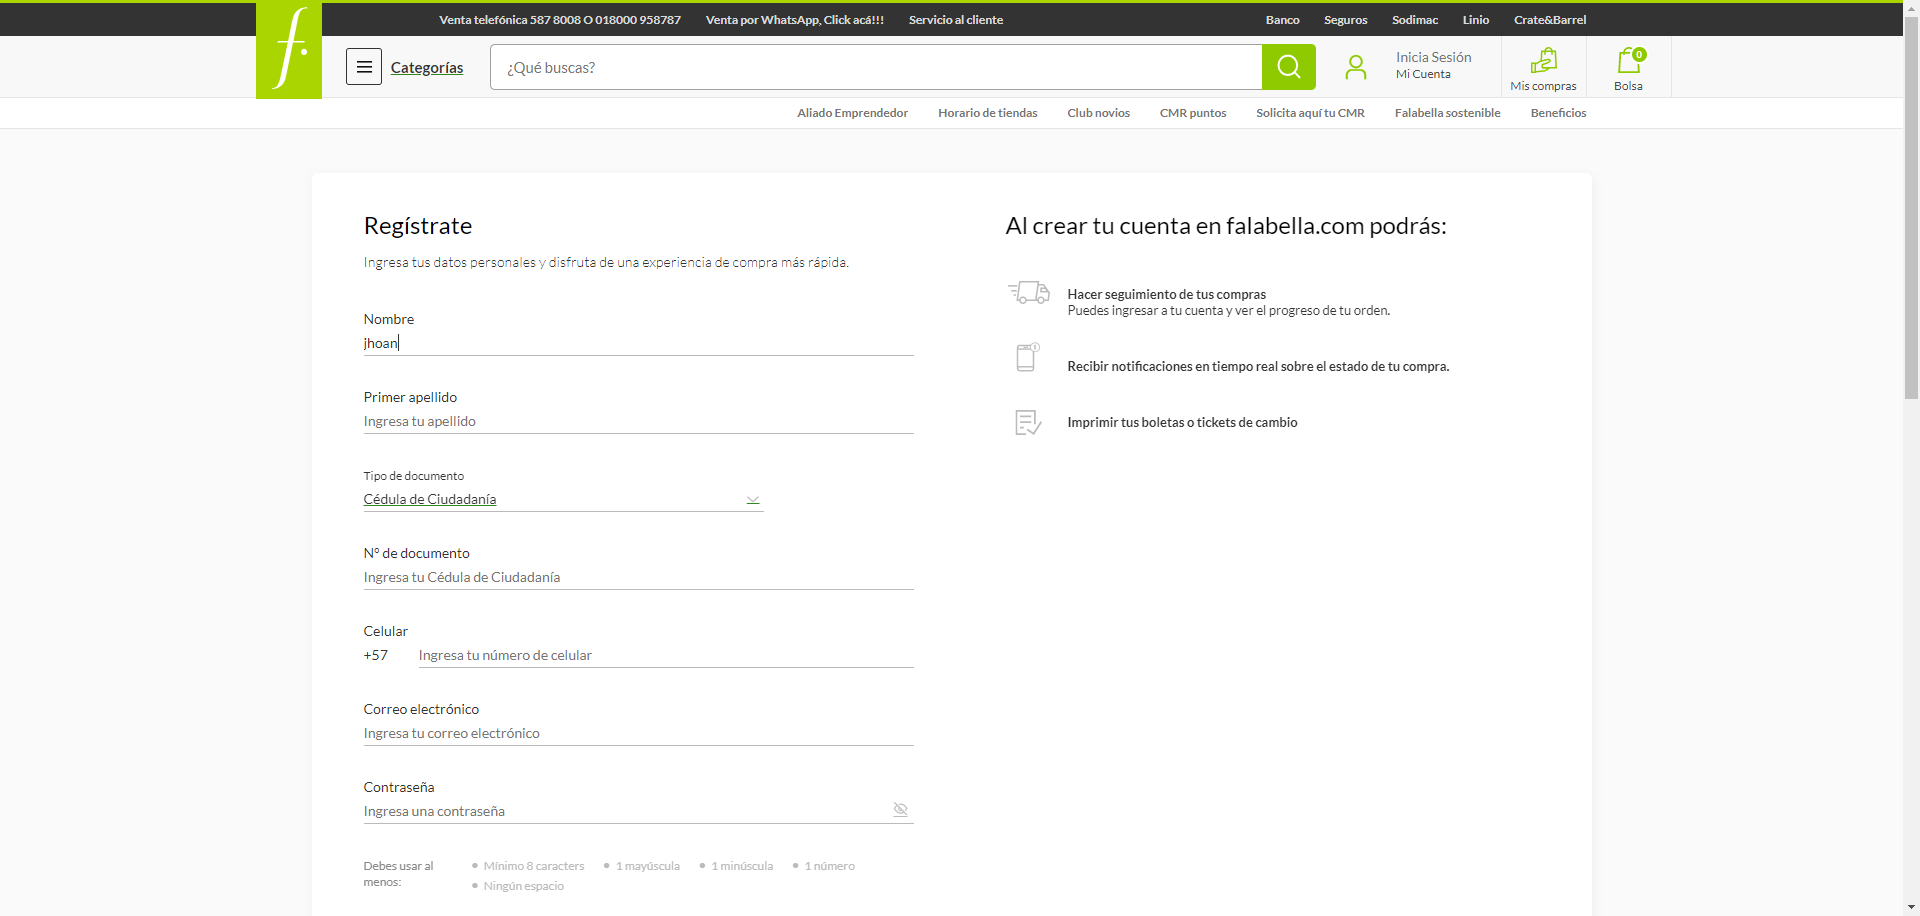 Venta telefónica 587 8008 O 018000 958787 Venta por WhatsApp, Click acá!!! Servicio al cliente Banco Seguros Sodimac Linio Crate&Barrel
f.
Categorías
¿Qué buscas?
Inicia Sesión
Mi Cuenta
Mis compras
0
Bolsa
Aliado Emprendedor Horario de tiendas Club novios CMR puntos Solicita aquí tu CMR Falabella sostenible Beneficios
Regístrate
Ingresa tus datos personales y disfruta de una experiencia de compra más rápida.
Nombre
jhoan
Primer apellido
Ingresa tu apellido
Tipo de documento
Cédula de Ciudadanía
N° de documento
Ingresa tu Cédula de Ciudadanía
Celular
+57 Ingresa tu número de celular
Correo electrónico
Ingresa tu correo electrónico
Contraseña
Ingresa una contraseña
Debes usar al
menos:
• Mínimo 8 caracters • 1 mayúscula • 1 minúscula • 1 número
• Ningún espacio
Al crear tu cuenta en falabella.com podrás:
Hacer seguimiento de tus compras
Puedes ingresar a tu cuenta y ver el progreso de tu orden.
Recibir notificaciones en tiempo real sobre el estado de tu compra.
Imprimir tus boletas o tickets de cambio